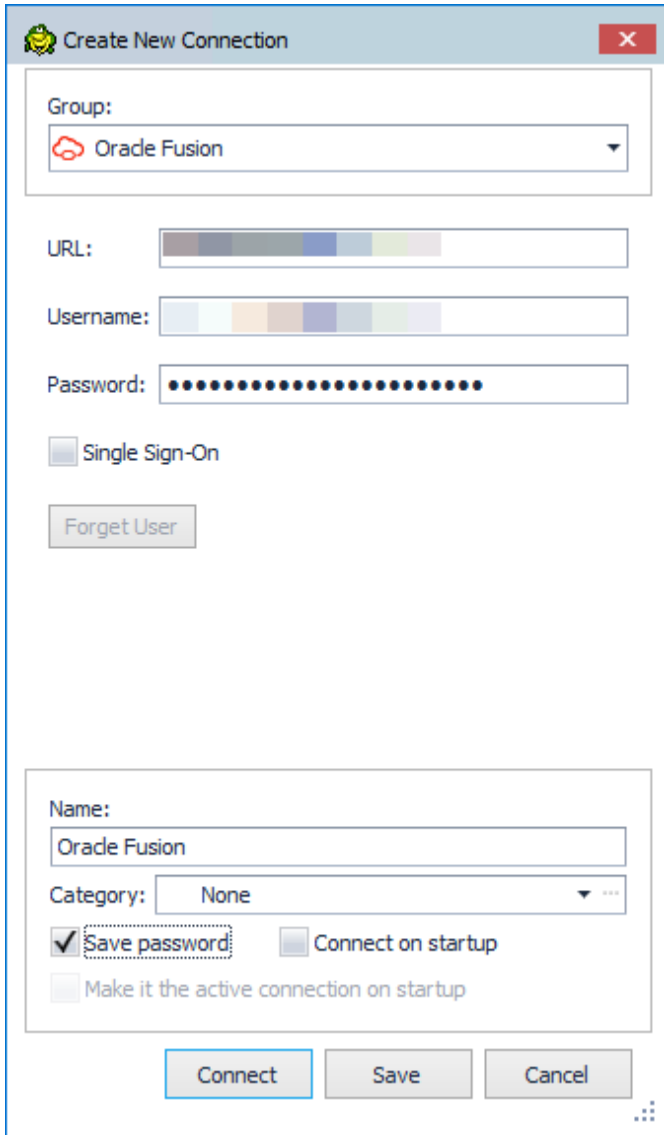 Create New Connection
Group:
Oracle Fusion
URL:
Username:
Password: ••••••••••••••••••••••••
Single Sign-On
Forget User
Name:
Oracle Fusion
Category: None
Save password Connect on startup
Make it the active connection on startup
Connect Save Cancel